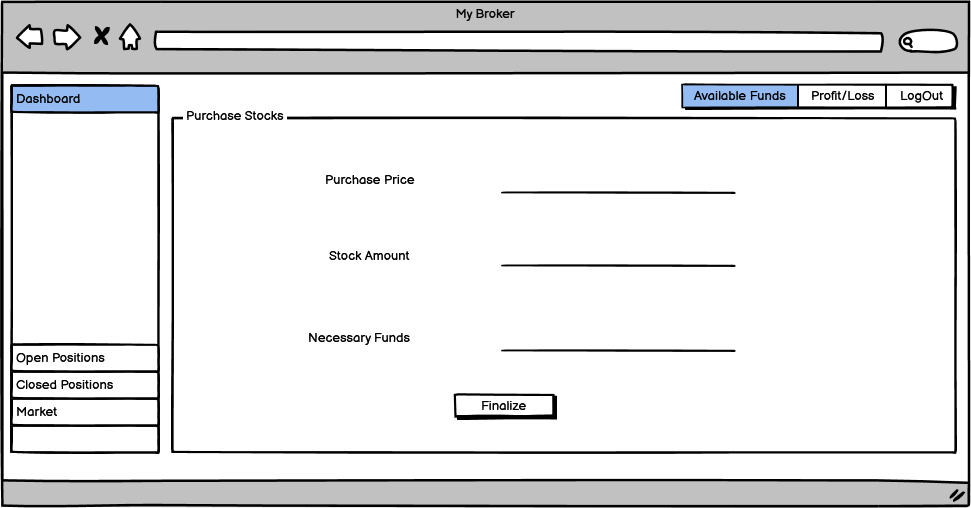 My Broker
Dashboard
Available Funds
Profit/Loss
LogOut
Purchase Stocks
Purchase Price
Stock Amount
Necessary Funds
Open Positions
Closed Positions
Market
Finalize